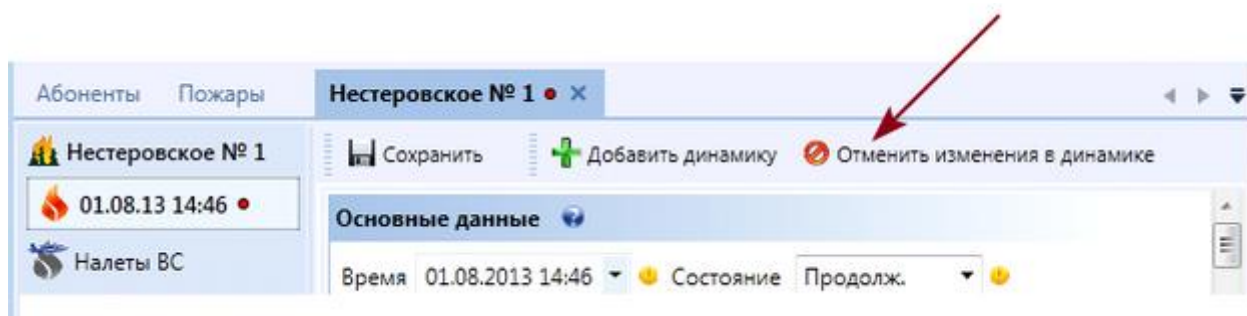 Абоненты Пожары Нестеровское № 1
Нестеровское № 1 Сохранить Добавить динамику Отменить изменения в динамике
01.08.13 14:46
Основные данные
Налеты ВС
Время 01.08.2013 14:46 Состояние Продолж.